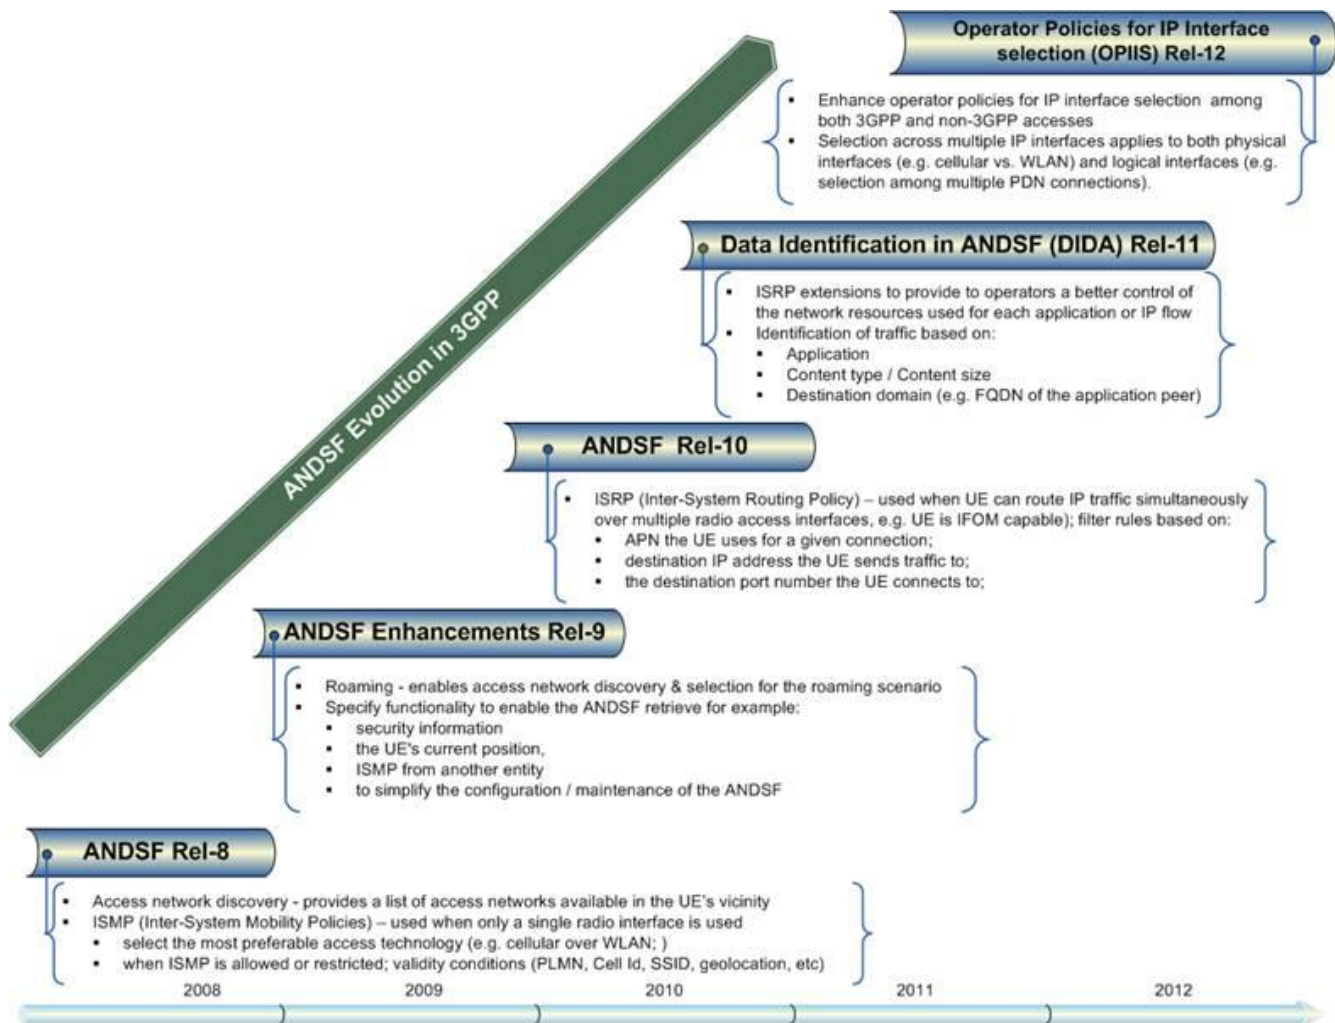 Operator Policies for IP Interface
selection (OPIIS) Rel-12
▪ Enhance operator policies for IP interface selection among
both 3GPP and non-3GPP accesses
▪ Selection across multiple IP interfaces applies to both physical
interfaces (e.g. cellular vs. WLAN) and logical interfaces (e.g.
selection among multiple PDN connections).
Data Identification in ANDSF (DIDA) Rel-11
▪ ISRP extensions to provide to operators a better control of
the network resources used for each application or IP flow
▪ Identification of traffic based on:
▪ Application
▪ Content type / Content size
▪ Destination domain (e.g. FQDN of the application peer)
ANDSF Evolution in 3GPP
ANDSF Rel-10
▪ ISRP (Inter-System Routing Policy) – used when UE can route IP traffic simultaneously
over multiple radio access interfaces, e.g. UE is IFOM capable); filter rules based on:
▪ APN the UE uses for a given connection;
▪ destination IP address the UE sends traffic to;
▪ the destination port number the UE connects to;
ANDSF Enhancements Rel-9
▪ Roaming - enables access network discovery & selection for the roaming scenario
▪ Specify functionality to enable the ANDSF retrieve for example:
▪ security information
▪ the UE's current position,
▪ ISMP from another entity
▪ to simplify the configuration / maintenance of the ANDSF
ANDSF Rel-8
▪ Access network discovery - provides a list of access networks available in the UE's vicinity
▪ ISMP (Inter-System Mobility Policies) – used when only a single radio interface is used
▪ select the most preferable access technology (e.g. cellular over WLAN; )
▪ when ISMP is allowed or restricted; validity conditions (PLMN, Cell Id, SSID, geolocation, etc)
2008 2009 2010 2011 2012